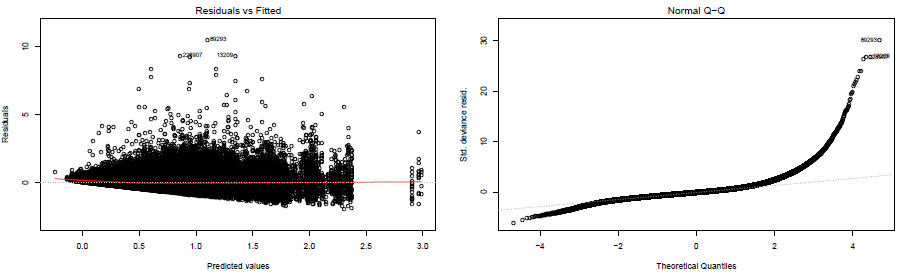 Residuals vs Fitted
Residuals
10
5
0
89293
13209
0.0 0.5 1.0 1.5 2.0 2.5 3.0
Predicted values
Normal Q−Q
Std. deviance resid.
30
20
10
0
89293
−4 −2 0 2 4
Theoretical Quantiles